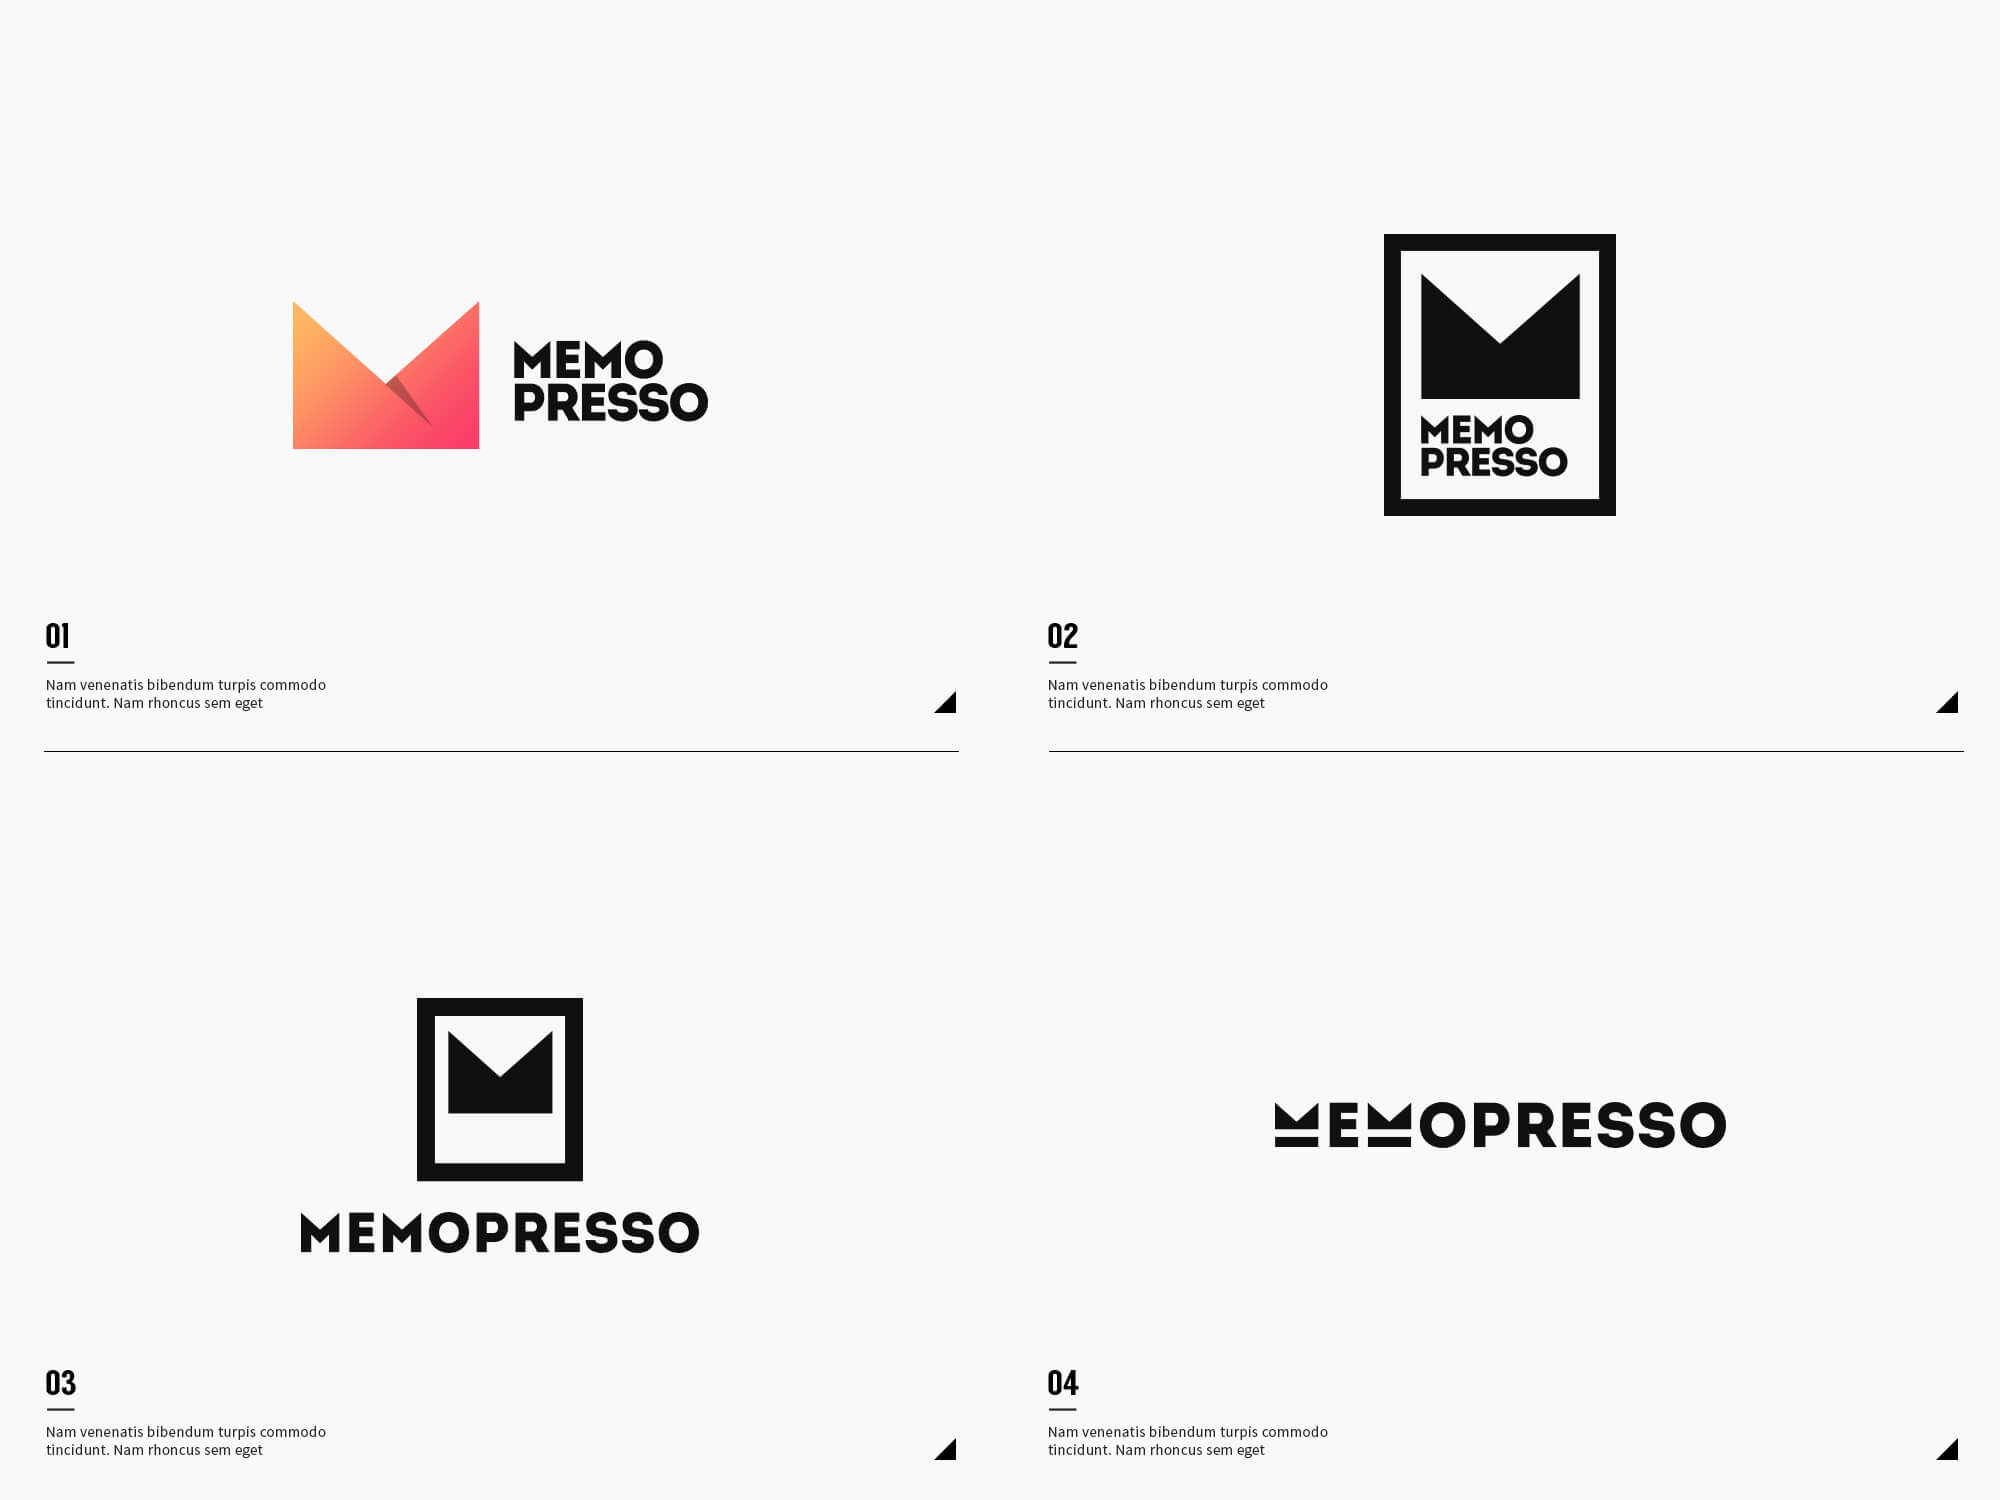 MEMO
PRESSO
01
Nam venenatis bibendum turpis commodo
tincidunt. Nam rhoncus sem eget
MEMO
PRESSO
02
Nam venenatis bibendum turpis commodo
tincidunt. Nam rhoncus sem eget
MEMOPRESSO
03
Nam venenatis bibendum turpis commodo
tincidunt. Nam rhoncus sem eget
MEMOPRESSO
04
Nam venenatis bibendum turpis commodo
tincidunt. Nam rhoncus sem eget